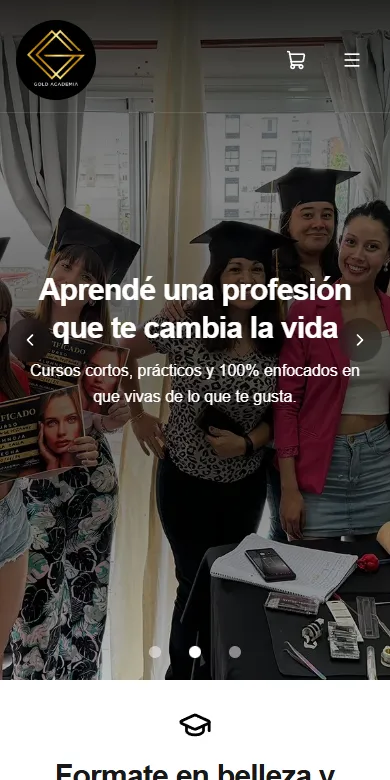 GOLD ACADEMIA
Aprendé una profesión
que te cambia la vida
Cursos cortos, prácticos y 100% enfocados en
que vivas de lo que te gusta.
Formate en belleza y